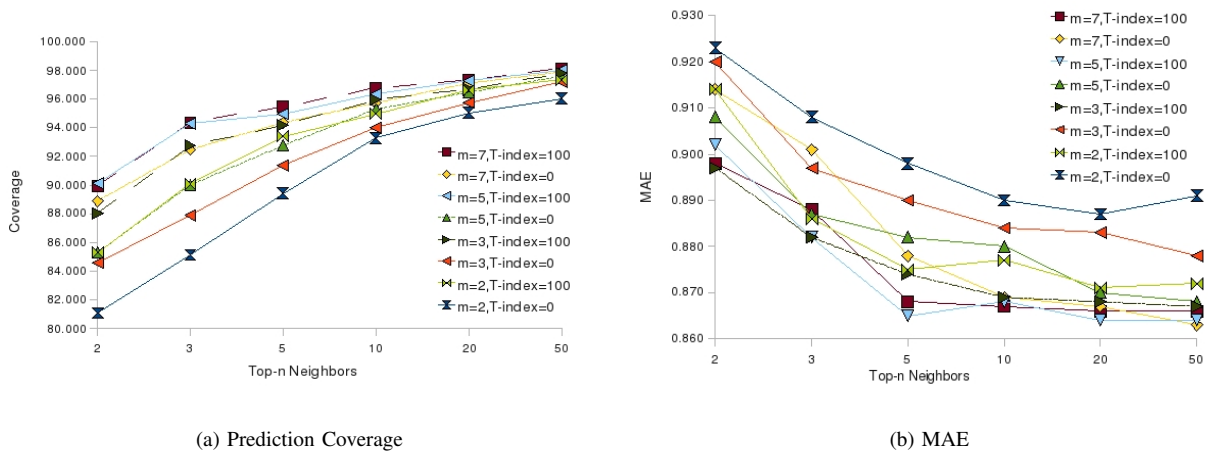 100.000
98.000
96.000
94.000
92.000
90.000
88.000
86.000
84.000
82.000
80.000
Coverage
2 3 5 10 20 50
Top-n Neighbors
m=7,T-index=100
m=7,T-index=0
m=5,T-index=100
m=5,T-index=0
m=3,T-index=100
m=3,T-index=0
m=2,T-index=100
m=2,T-index=0
(a) Prediction Coverage
0.930
0.920
0.910
0.900
0.890
0.880
0.870
0.860
MAE
2 3 5 10 20 50
Top-n Neighbors
m=7,T-index=100
m=7,T-index=0
m=5,T-index=100
m=5,T-index=0
m=3,T-index=100
m=3,T-index=0
m=2,T-index=100
m=2,T-index=0
(b) MAE